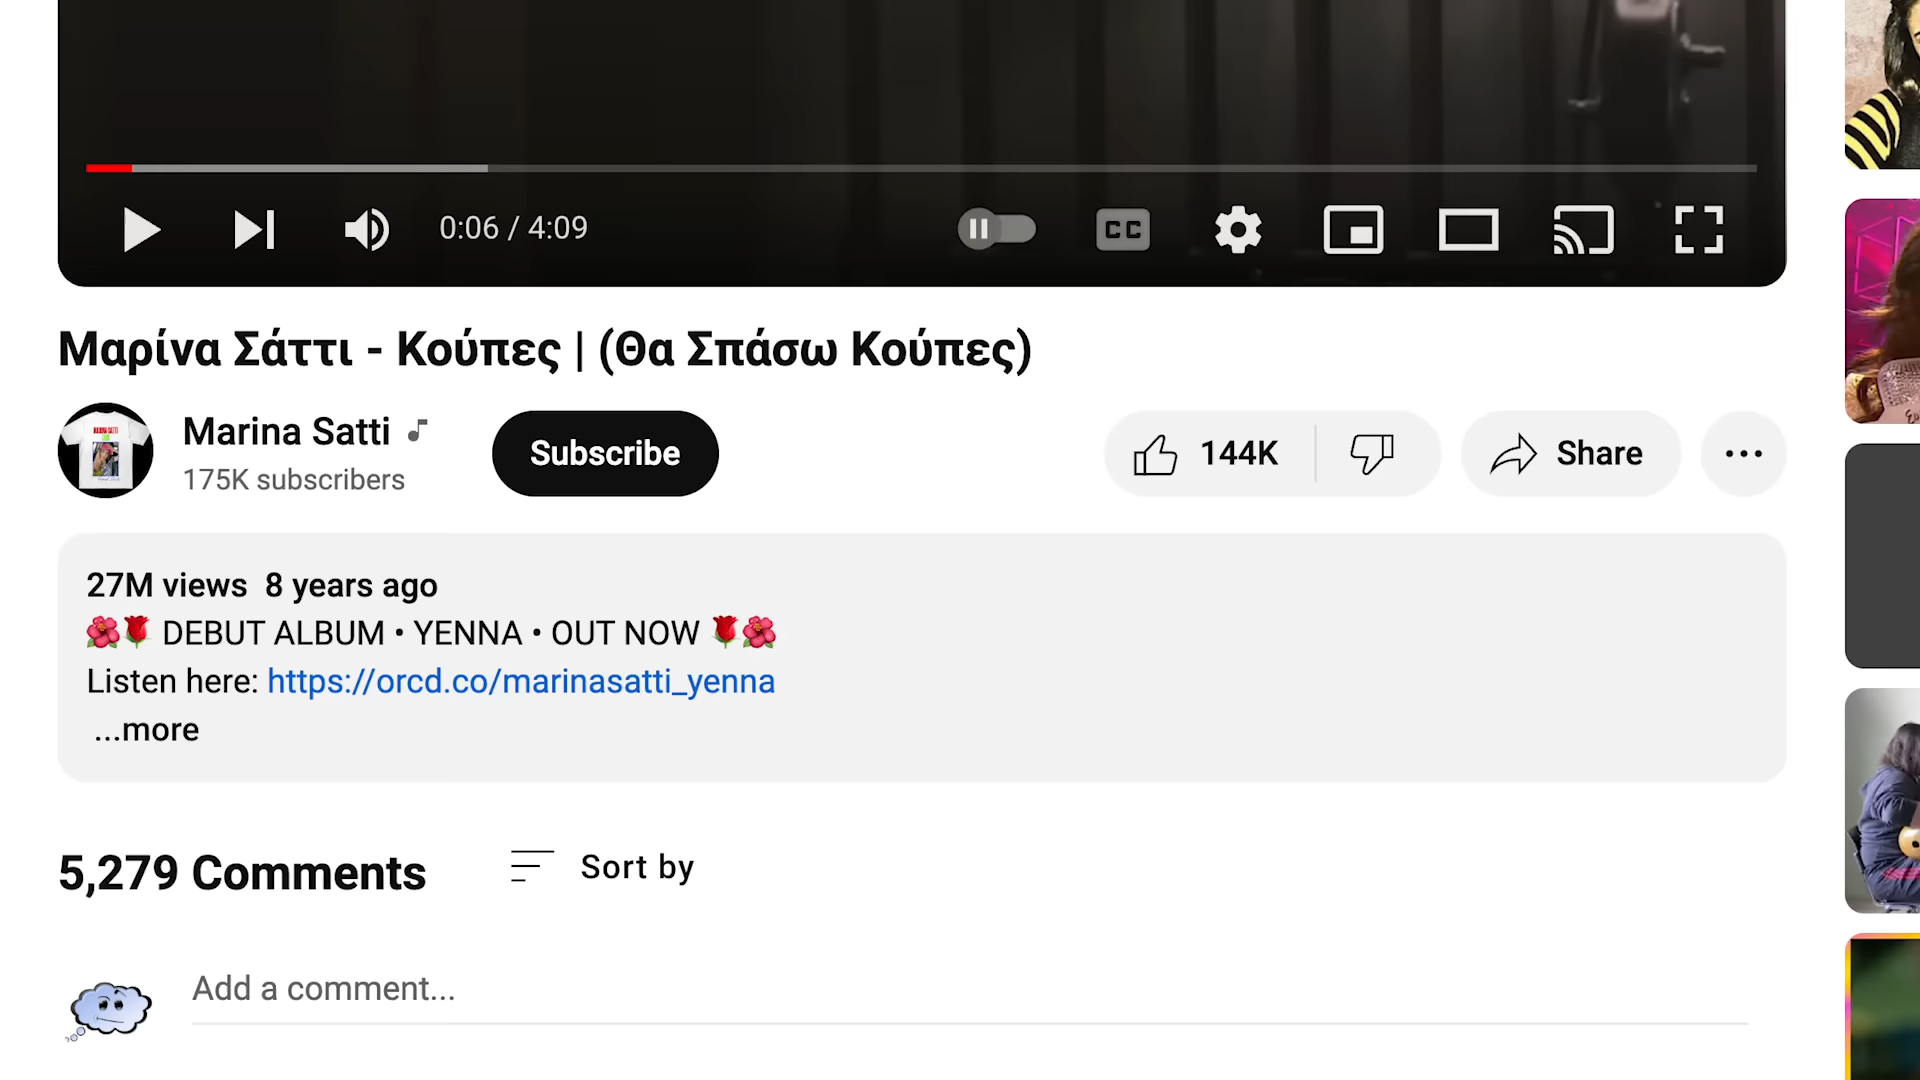 0:06 / 4:09
CC
Μαρίνα Σάττι - Κούπες | (Θα Σπάσω Κούπες)
Marina Satti
175K subscribers
Subscribe
144K
Share
27M views 8 years ago
🌺🌹 DEBUT ALBUM • YENNA • OUT NOW 🌹🌺
Listen here: https://orcd.co/marinasatti_yenna
...more
5,279 Comments
Sort by
Add a comment...